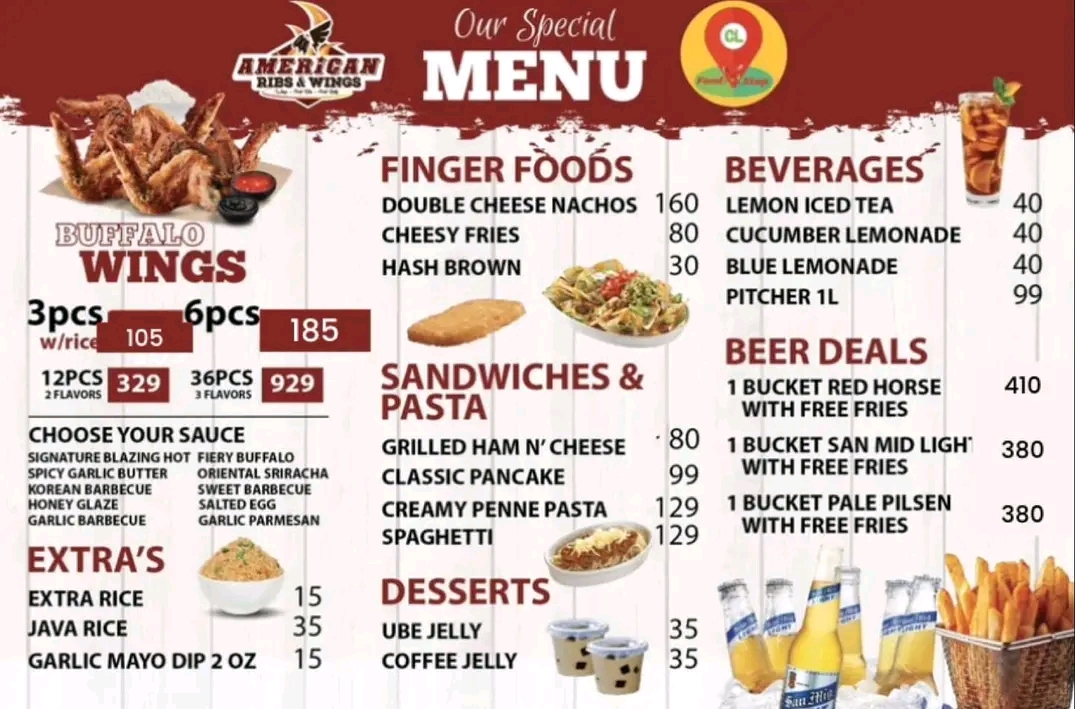 AMERICAN
RIBS & WINGS
Our Special
MENU
CL
Food Stop
BUFFALO
WINGS
3pcs 6pcs
w/rice 105 185
12PCS 329 36PCS 929
2 FLAVORS 3 FLAVORS
CHOOSE YOUR SAUCE
SIGNATURE BLAZING HOT FIERY BUFFALO
SPICY GARLIC BUTTER ORIENTAL SRIRACHA
KOREAN BARBECUE SWEET BARBECUE
HONEY GLAZE SALTED EGG
GARLIC BARBECUE GARLIC PARMESAN
EXTRA'S
EXTRA RICE 15
JAVA RICE 35
GARLIC MAYO DIP 2 OZ 15
FINGER FOODS
DOUBLE CHEESE NACHOS 160
CHEESY FRIES 80
HASH BROWN 30
SANDWICHES &
PASTA
GRILLED HAM N' CHEESE 80
CLASSIC PANCAKE 99
CREAMY PENNE PASTA 129
SPAGHETTI 129
DESSERTS
UBE JELLY 35
COFFEE JELLY 35
BEVERAGES
LEMON ICED TEA 40
CUCUMBER LEMONADE 40
BLUE LEMONADE 40
PITCHER 1L 99
BEER DEALS
1 BUCKET RED HORSE 410
WITH FREE FRIES
1 BUCKET SAN MID LIGHT 380
WITH FREE FRIES
1 BUCKET PALE PILSEN 380
WITH FREE FRIES
LIGHT
San Mig